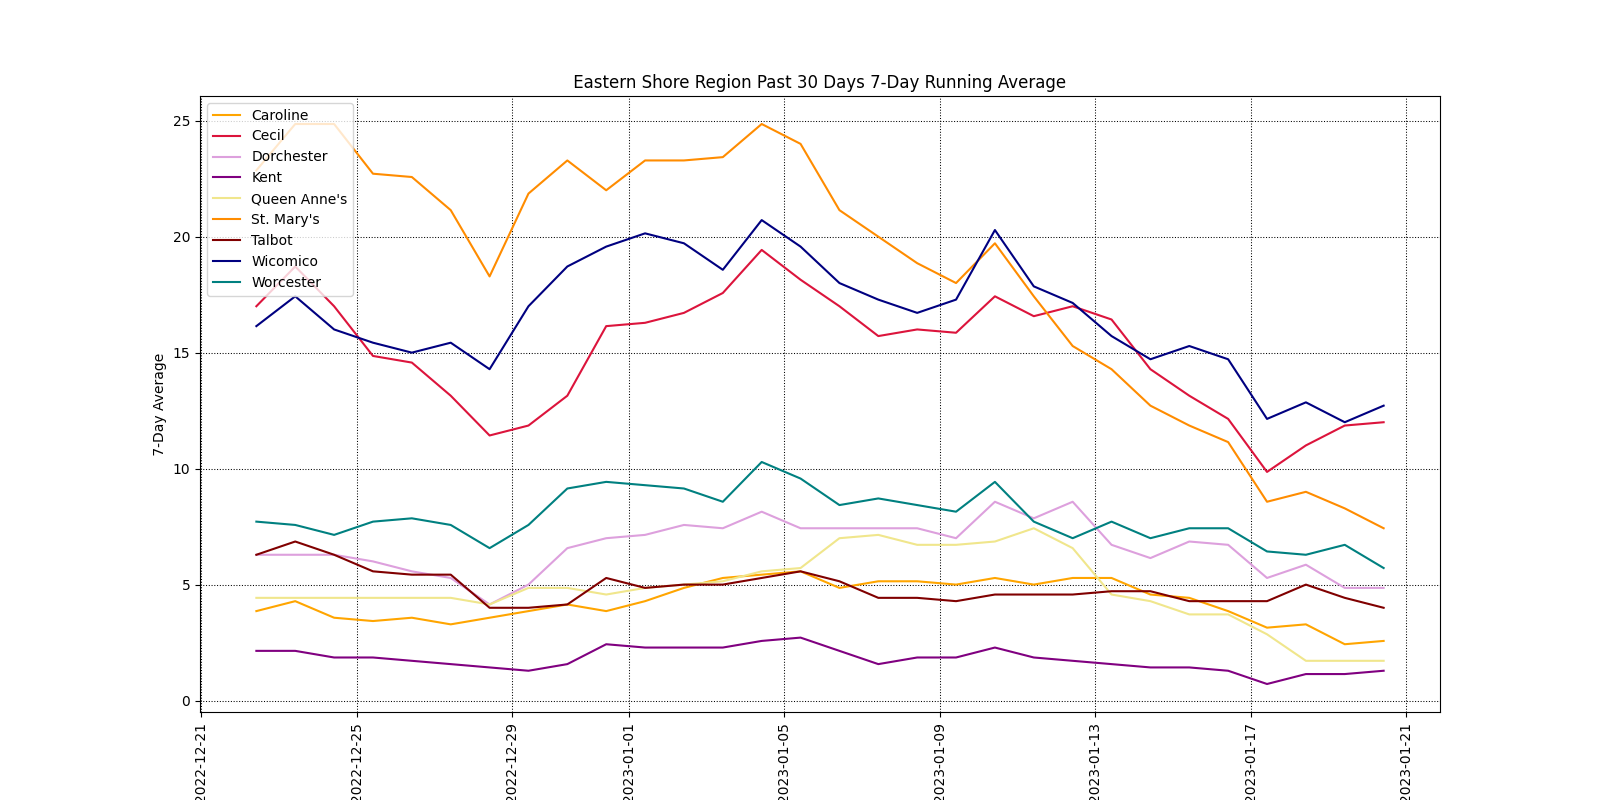 Eastern Shore Region Past 30 Days 7-Day Running Average
25
20
15
10
5
0
7-Day Average
Caroline
Cecil
Dorchester
Kent
Queen Anne's
St. Mary's
Talbot
Wicomico
Worcester
2022-12-21
2022-12-25
2022-12-29
2023-01-01
2023-01-05
2023-01-09
2023-01-13
2023-01-17
2023-01-21